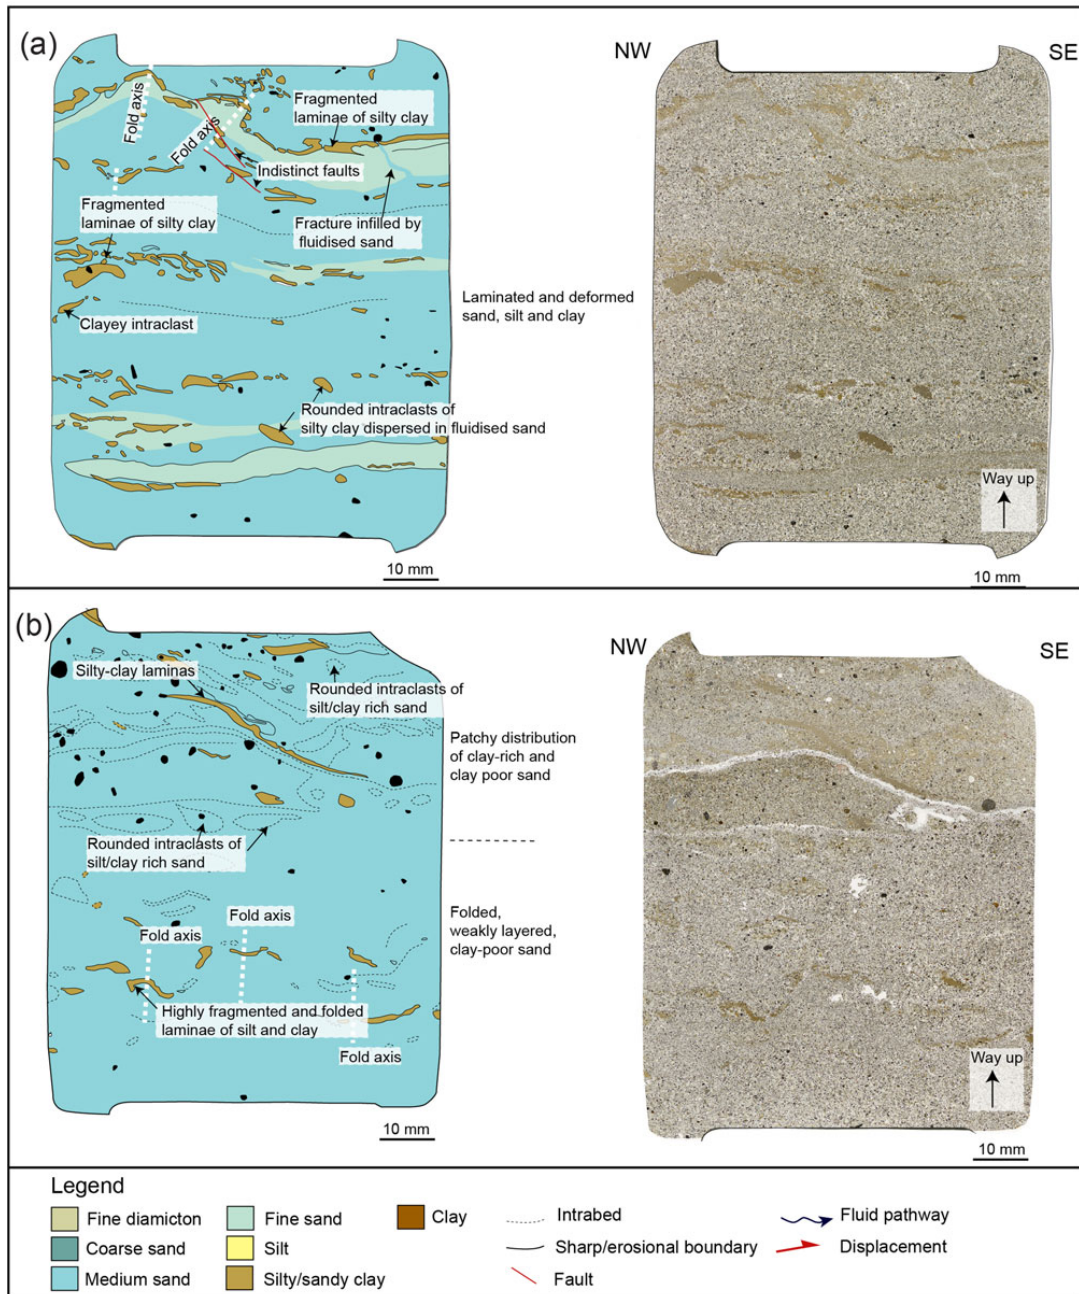 (a)
NW
SE
Fold axis
Fold axis
Fragmented
laminae of silty clay
Indistinct faults
Fragmented
laminae of silty clay
Fracture infilled by
fluidised sand
Clayey intraclast
Laminated and deformed
sand, silt and clay
Rounded intraclasts of
silty clay dispersed in fluidised sand
Way up
10 mm
10 mm
(b)
NW
SE
Silty-clay laminas
Rounded intraclasts of
silt/clay rich sand
Patchy distribution
of clay-rich and
clay poor sand
Rounded intraclasts of
silt/clay rich sand
Fold axis
Fold axis
Folded,
weakly layered,
clay-poor sand
Highly fragmented and folded
laminae of silt and clay
Fold axis
Way up
10 mm
10 mm
Legend
Fine diamicton
Coarse sand
Medium sand
Fine sand
Silt
Silty/sandy clay
Clay
Intrabed
Sharp/erosional boundary
Fault
Fluid pathway
Displacement